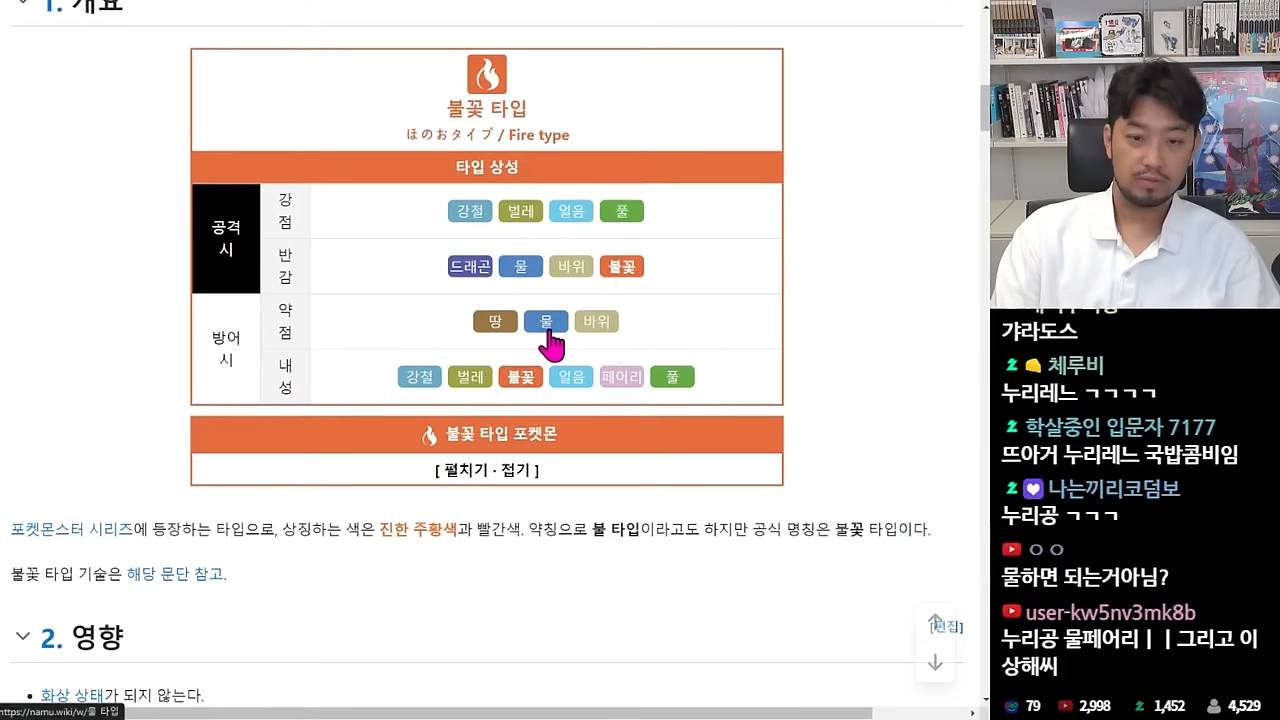 1. 개요
불꽃 타입
ほのおタイプ / Fire type
타입 상성
공격시
강점
강철 벌레 얼음 풀
반감
드래곤 물 바위 불꽃
방어시
약점
땅 물 바위
내성
강철 벌레 불꽃 얼음 페어리 풀
불꽃 타입 포켓몬
[ 펼치기 · 접기 ]
포켓몬스터 시리즈에 등장하는 타입으로, 상징하는 색은 진한 주황색과 빨간색. 약칭으로 불 타입이라고도 하지만 공식 명칭은 불꽃 타입이다.
불꽃 타입 기술은 해당 문단 참고.
2. 영향
[편집]
• 화상 상태가 되지 않는다.
https://namu.wiki/w/물 타입
갸라도스
체루비
누리레느 ㄱㄱㄱㄱ
학살중인 입문자 7177
뜨아거 누리레느 국밥콤비임
나는끼리코덤보
누리공 ㄱㄱㄱ
ㅇㅇ
물하면 되는거아님?
user-kw5nv3mk8b
누리공 물페어리ㅣㅣ그리고 이
상해씨
79 2,998 1,452 4,529